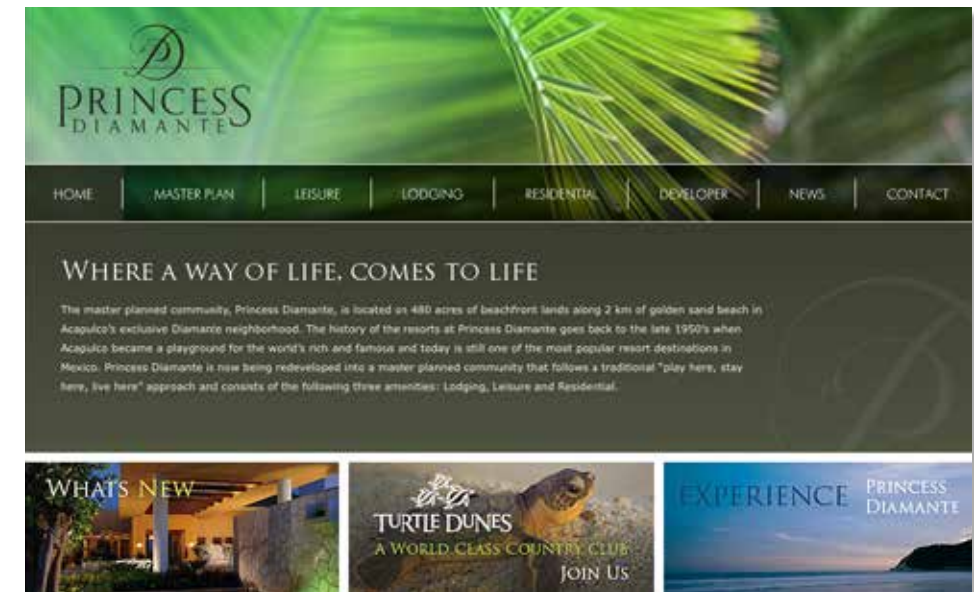 PRINCESS
DIAMANTE
HOME MASTER PLAN LEISURE LODGING RESIDENTIAL DEVELOPER NEWS CONTACT
WHERE A WAY OF LIFE, COMES TO LIFE
The master planned community, Princess Diamante, is located on 480 acres of beachfront lands along 2 km of golden sand beach in
Acapulco's exclusive Diamante neighborhood. The history of the resorts at Princess Diamante goes back to the late 1950's when
Acapulco became a playground for the world's rich and famous and today is still one of the most popular resort destinations in
Mexico. Princess Diamante is now being redeveloped into a master planned community that follows a traditional "play here, stay
here, live here" approach and consists of the following three amenities: Lodging, Leisure and Residential.
WHATS NEW
TURTLE DUNES
A WORLD CLASS COUNTRY CLUB
JOIN US
EXPERIENCE PRINCESS
DIAMANTE